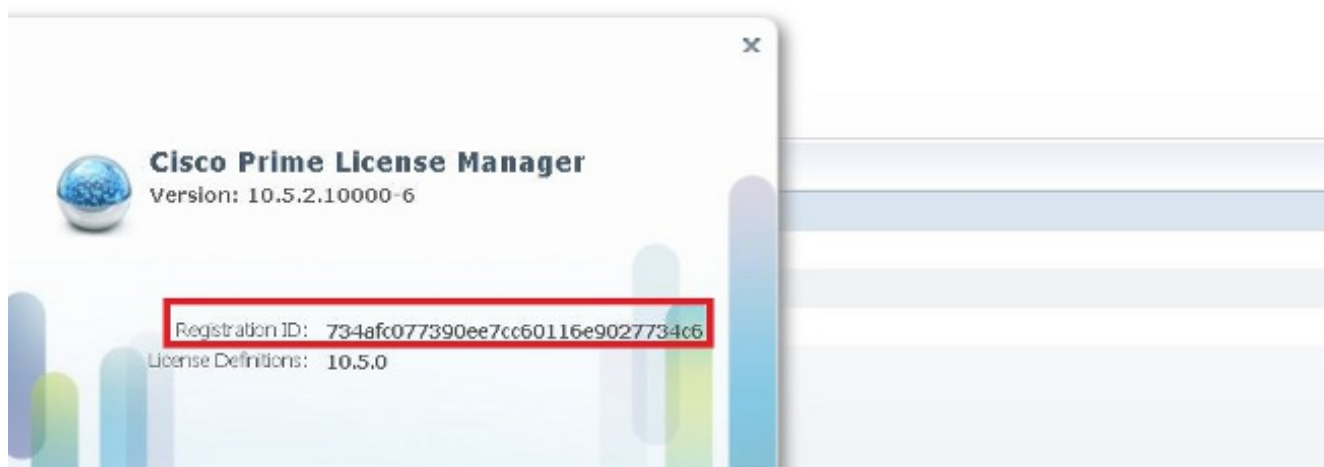 x
Cisco Prime License Manager
Version: 10.5.2.10000-6
Registration ID: 734afc077390ee7cc60116e9027734c6
License Definitions: 10.5.0